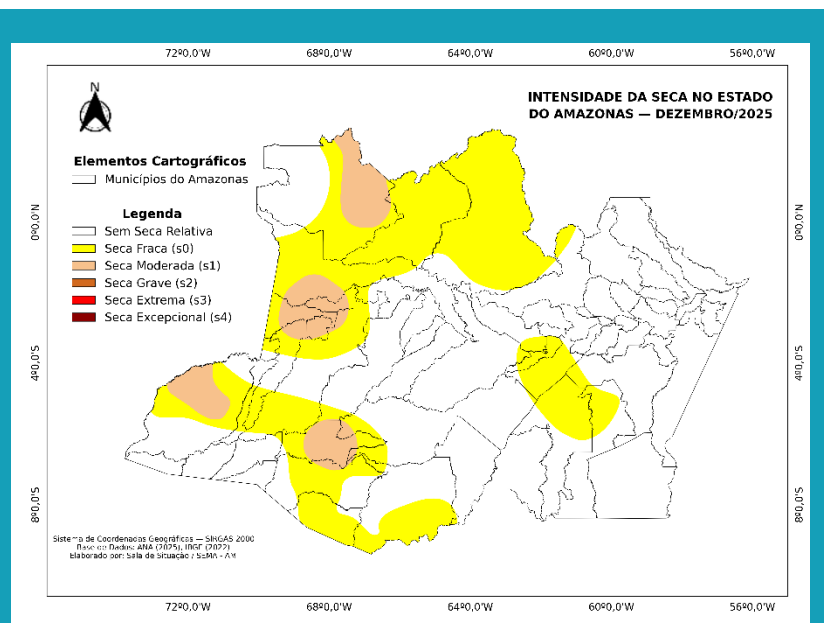 72º0,0'W 68º0,0'W 64º0,0'W 60º0,0'W 56º0,0'W
N
INTENSIDADE DA SECA NO ESTADO
DO AMAZONAS — DEZEMBRO/2025
Elementos Cartográficos
Municípios do Amazonas
Legenda
Sem Seca Relativa
Seca Fraca (s0)
Seca Moderada (s1)
Seca Grave (s2)
Seca Extrema (s3)
Seca Excepcional (s4)
0º0,0'N 0º0,0'N
4º0,0'S 4º0,0'S
8º0,0'S 8º0,0'S
Sistema de Coordenadas Geográficas — SIRGAS 2000
Base de Dados: ANA (2025), IBGE (2022)
Elaborado por: Sala de Situação / SEMA - AM
72º0,0'W 68º0,0'W 64º0,0'W 60º0,0'W 56º0,0'W